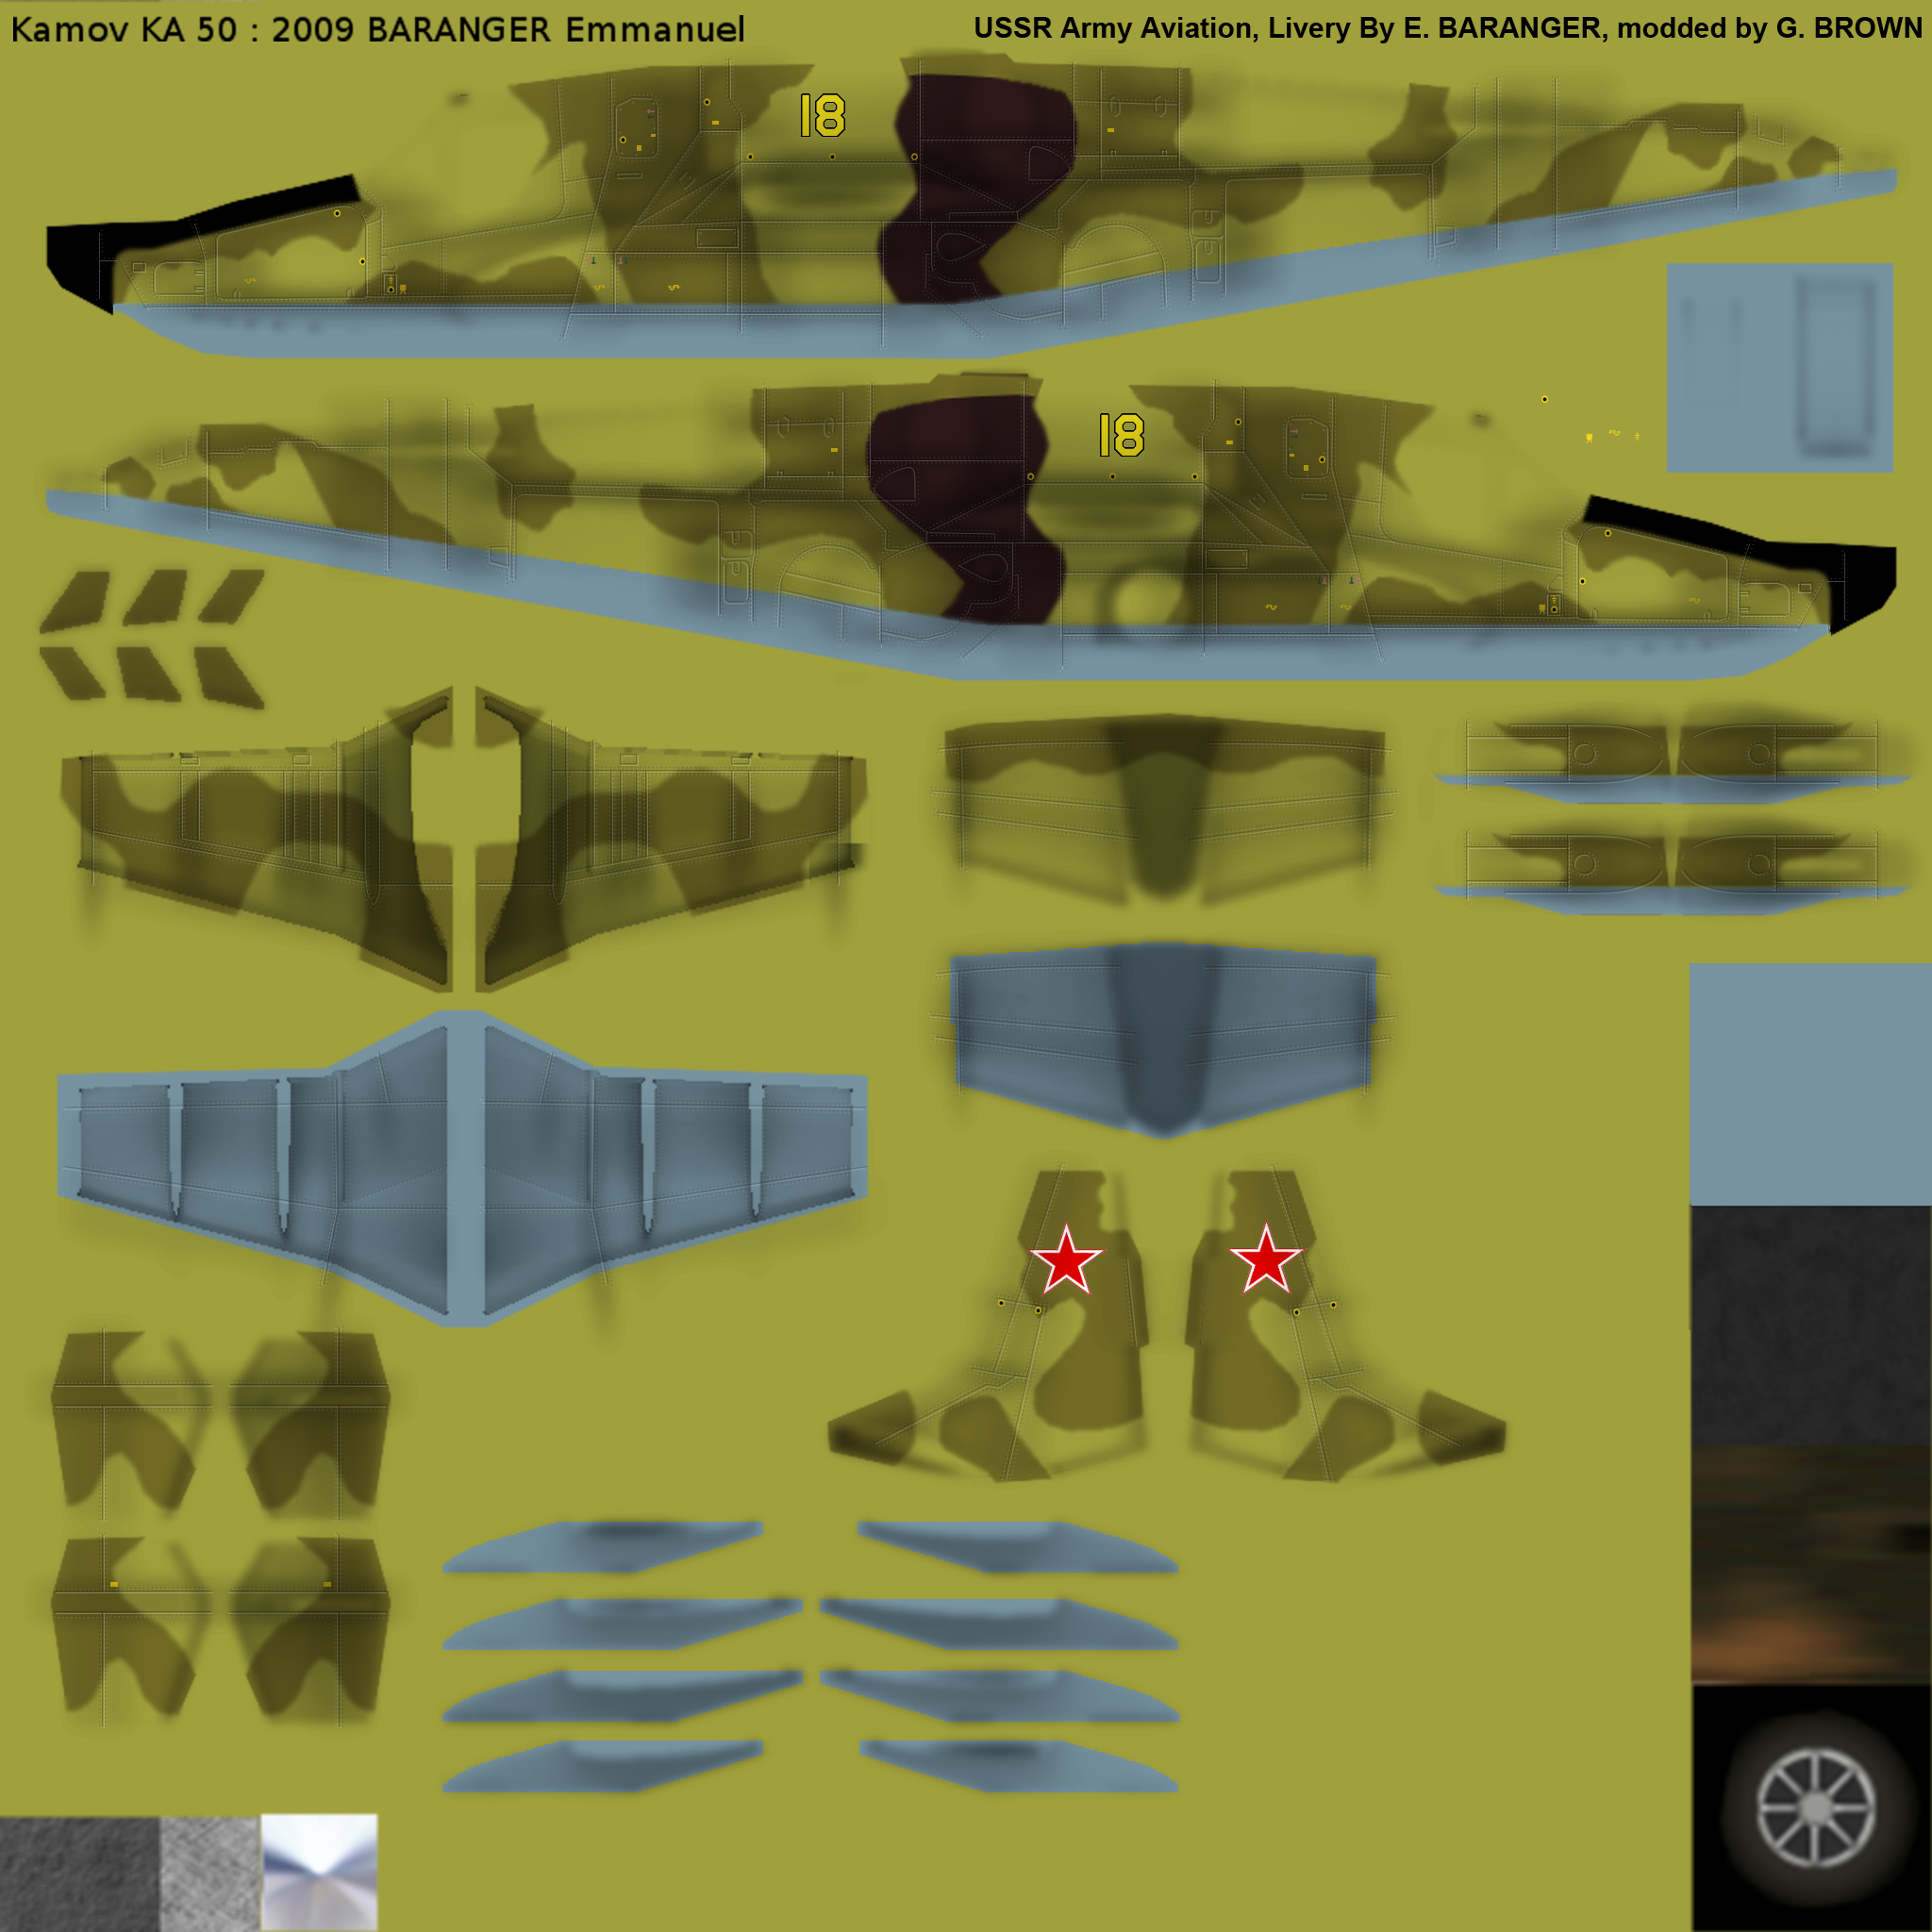 Kamov KA 50 : 2009 BARANGER Emmanuel
USSR Army Aviation, Livery By E. BARANGER, modded by G. BROWN
18
18